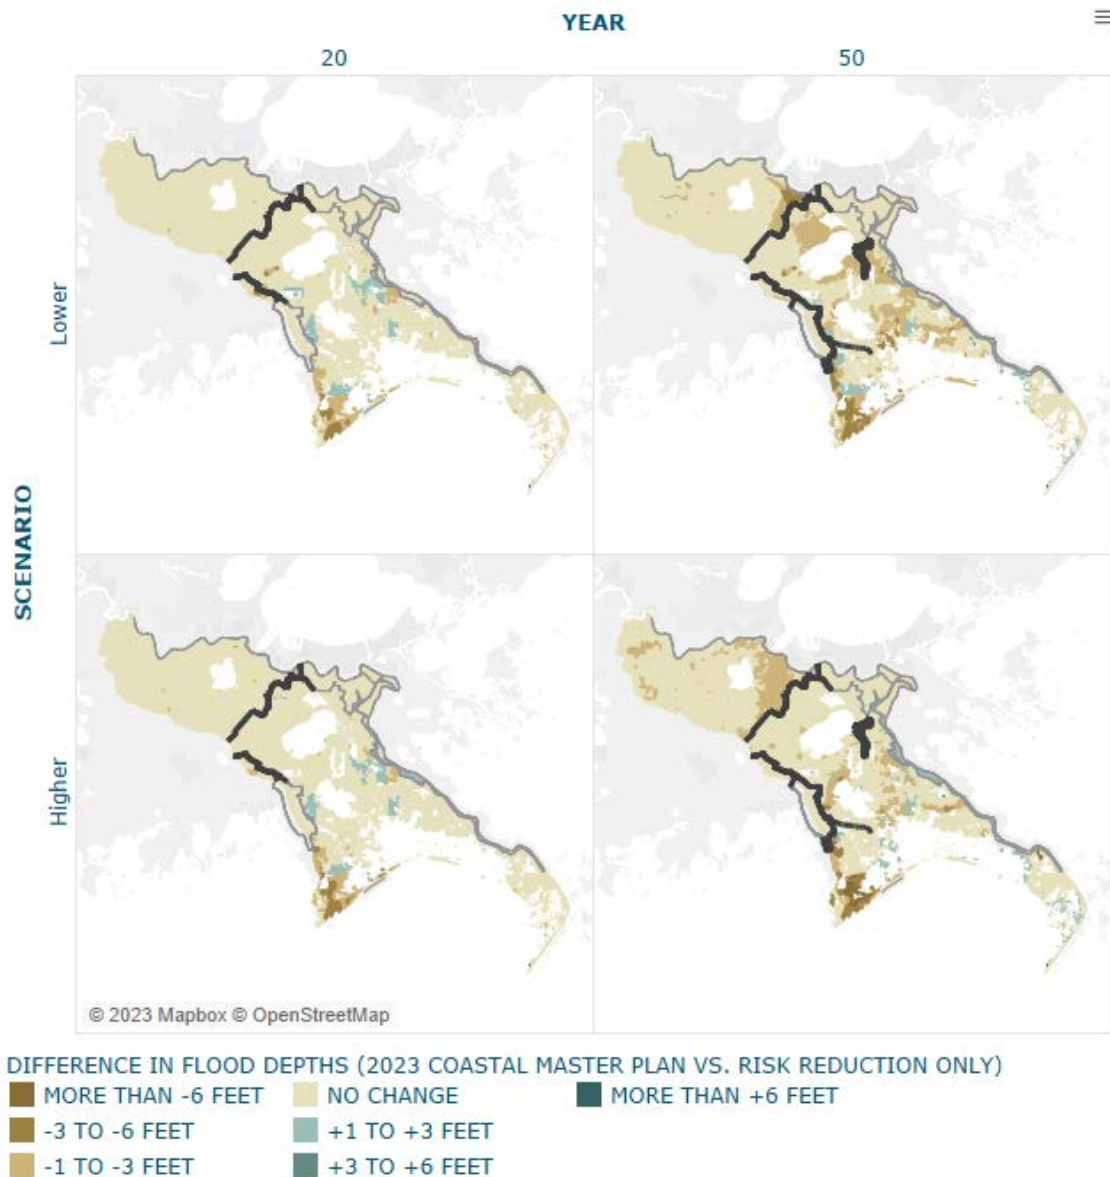 YEAR
20
50
SCENARIO
Lower
Higher
© 2023 Mapbox © OpenStreetMap
DIFFERENCE IN FLOOD DEPTHS (2023 COASTAL MASTER PLAN VS. RISK REDUCTION ONLY)
MORE THAN -6 FEET
NO CHANGE
MORE THAN +6 FEET
-3 TO -6 FEET
+1 TO +3 FEET
-1 TO -3 FEET
+3 TO +6 FEET